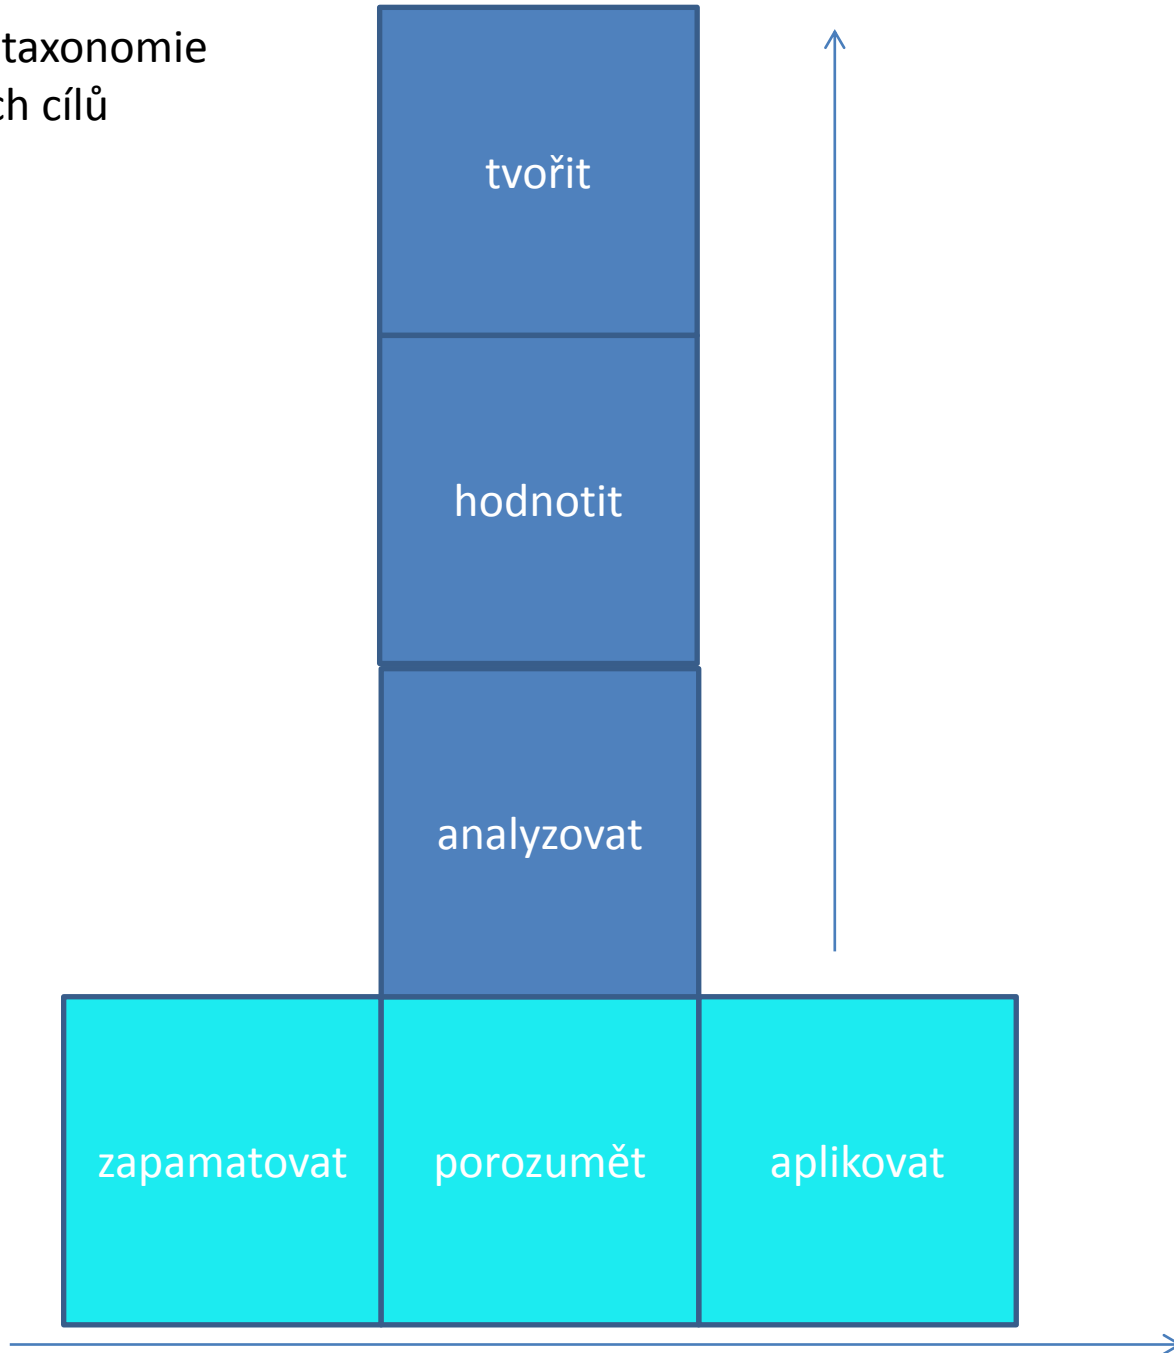 taxonomie
ch cílů
tvořit
hodnotit
analyzovat
zapamatovat porozumět aplikovat